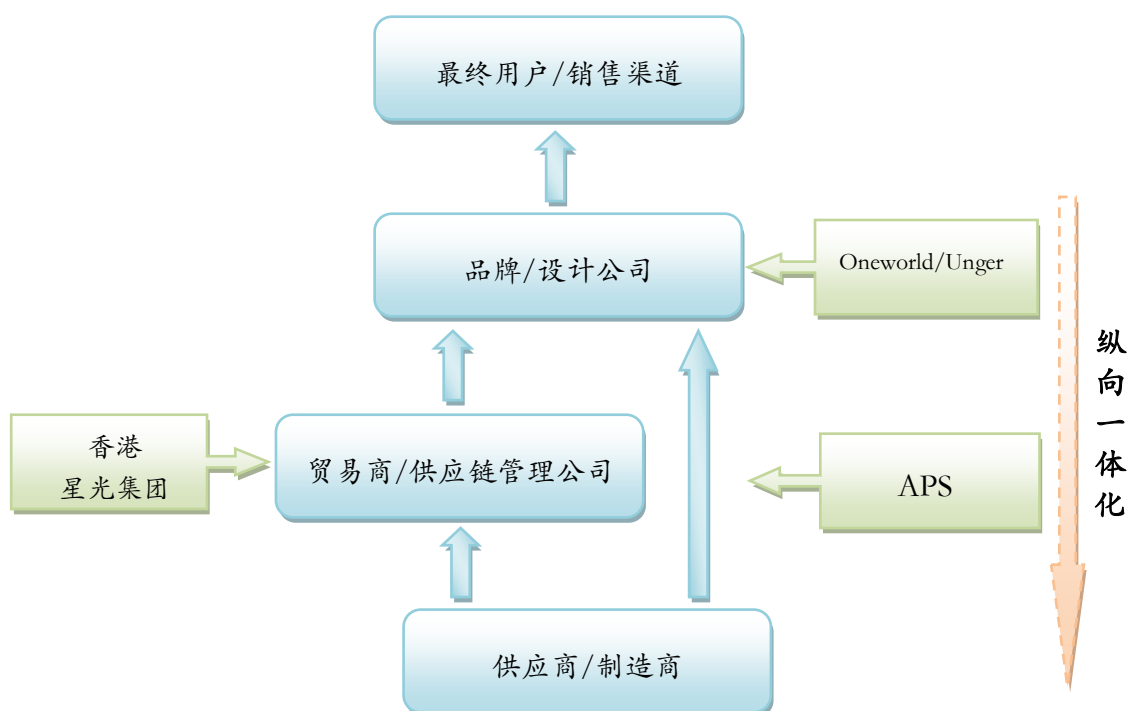 最终用户/销售渠道
品牌/设计公司
Oneworld/Unger
纵向一体化
香港
星光集团
贸易商/供应链管理公司
APS
供应商/制造商